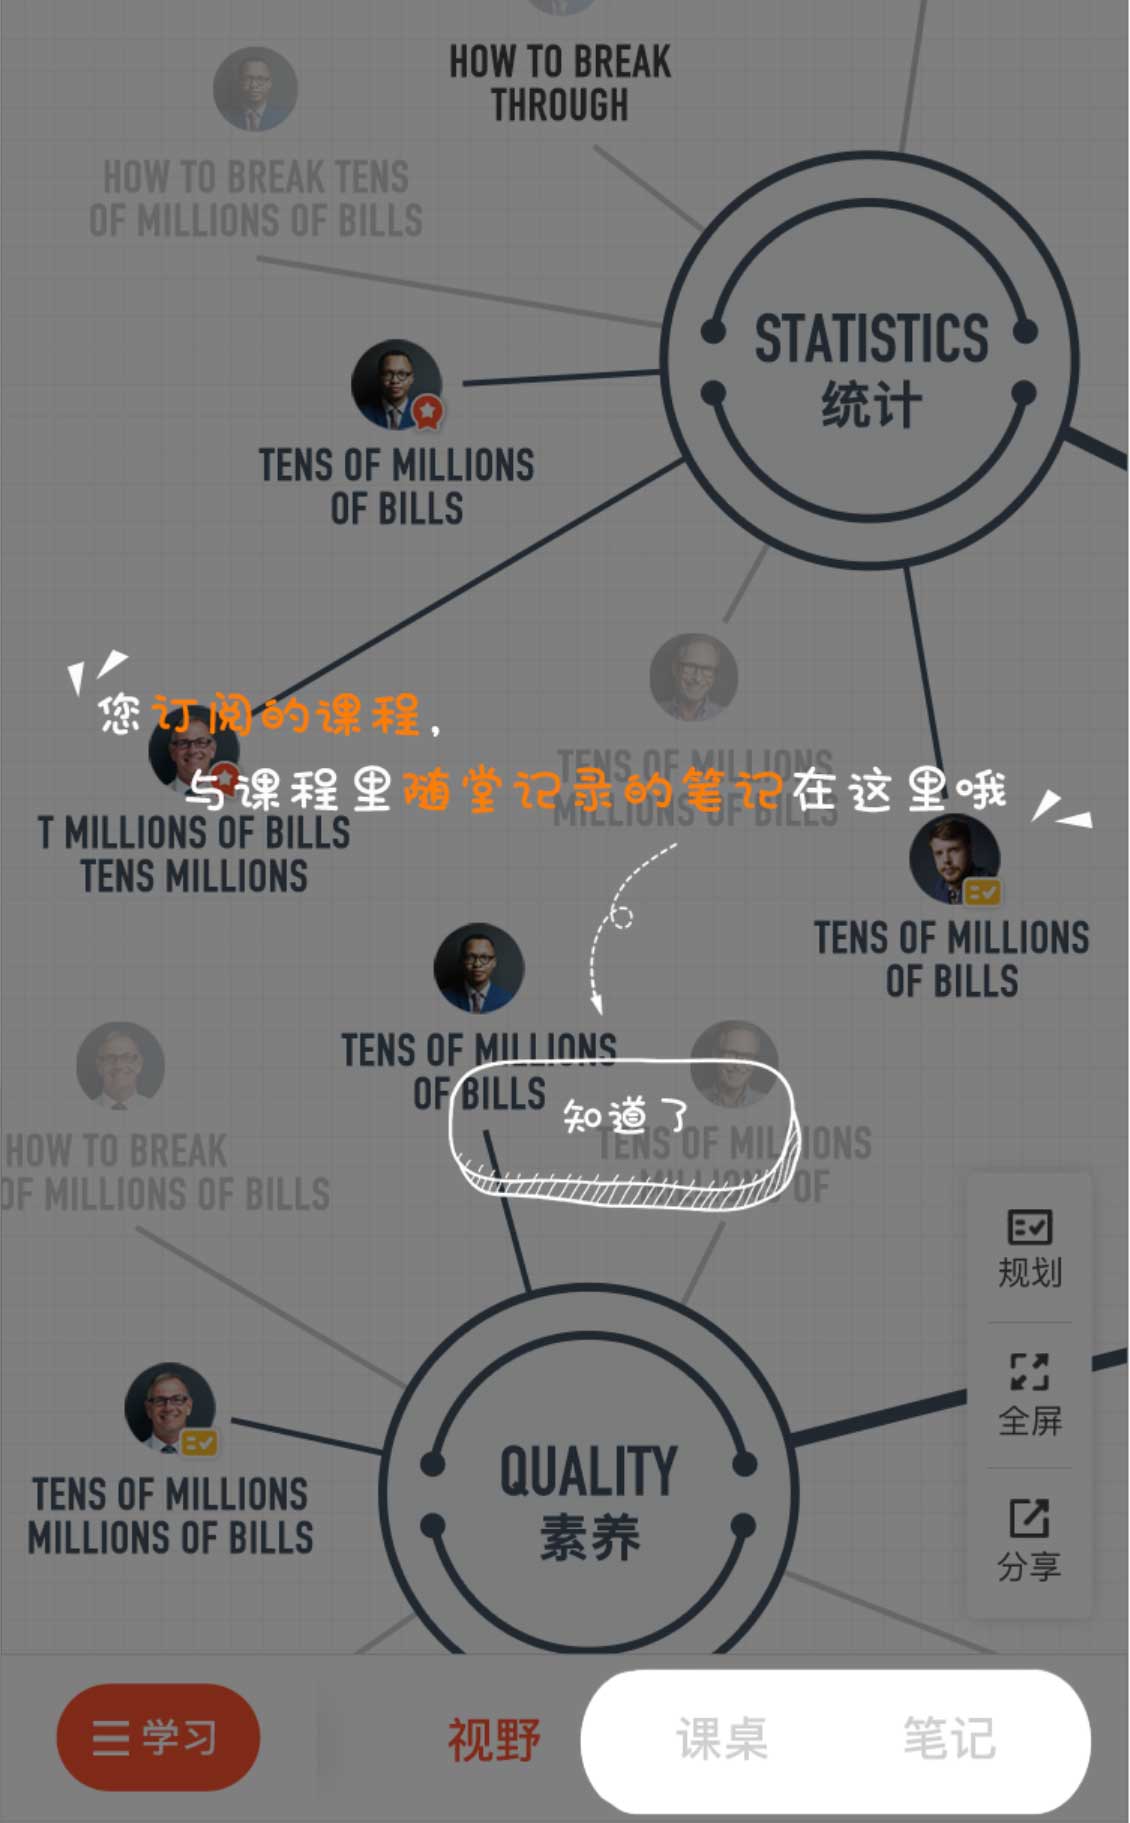 HOW TO BREAK
THROUGH
HOW TO BREAK TENS
OF MILLIONS OF BILLS
STATISTICS
统计
TENS OF MILLIONS
OF BILLS
您订阅的课程，
与课程里随堂记录的笔记在这里哦
TENS OF MILLIONS
MILLIONS OF BILLS
T MILLIONS OF BILLS
TENS MILLIONS
TENS OF MILLIONS
OF BILLS
TENS OF MILLIONS
OF BILLS
知道了
TENS OF MILLIONS
MILLIONS OF
HOW TO BREAK
OF MILLIONS OF BILLS
规划
全屏
分享
TENS OF MILLIONS
MILLIONS OF BILLS
QUALITY
素养
学习
视野
课桌
笔记